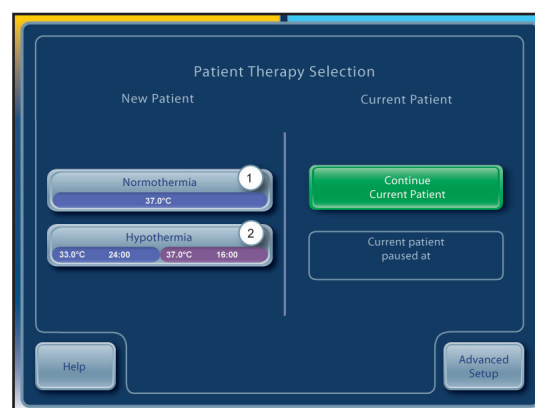 Patient Therapy Selection
New Patient
Current Patient
Normothermia
1
37.0°C
Hypothermia
2
33.0°C 24:00 37.0°C 16:00
Continue
Current Patient
Current patient
paused at
Help
Advanced
Setup